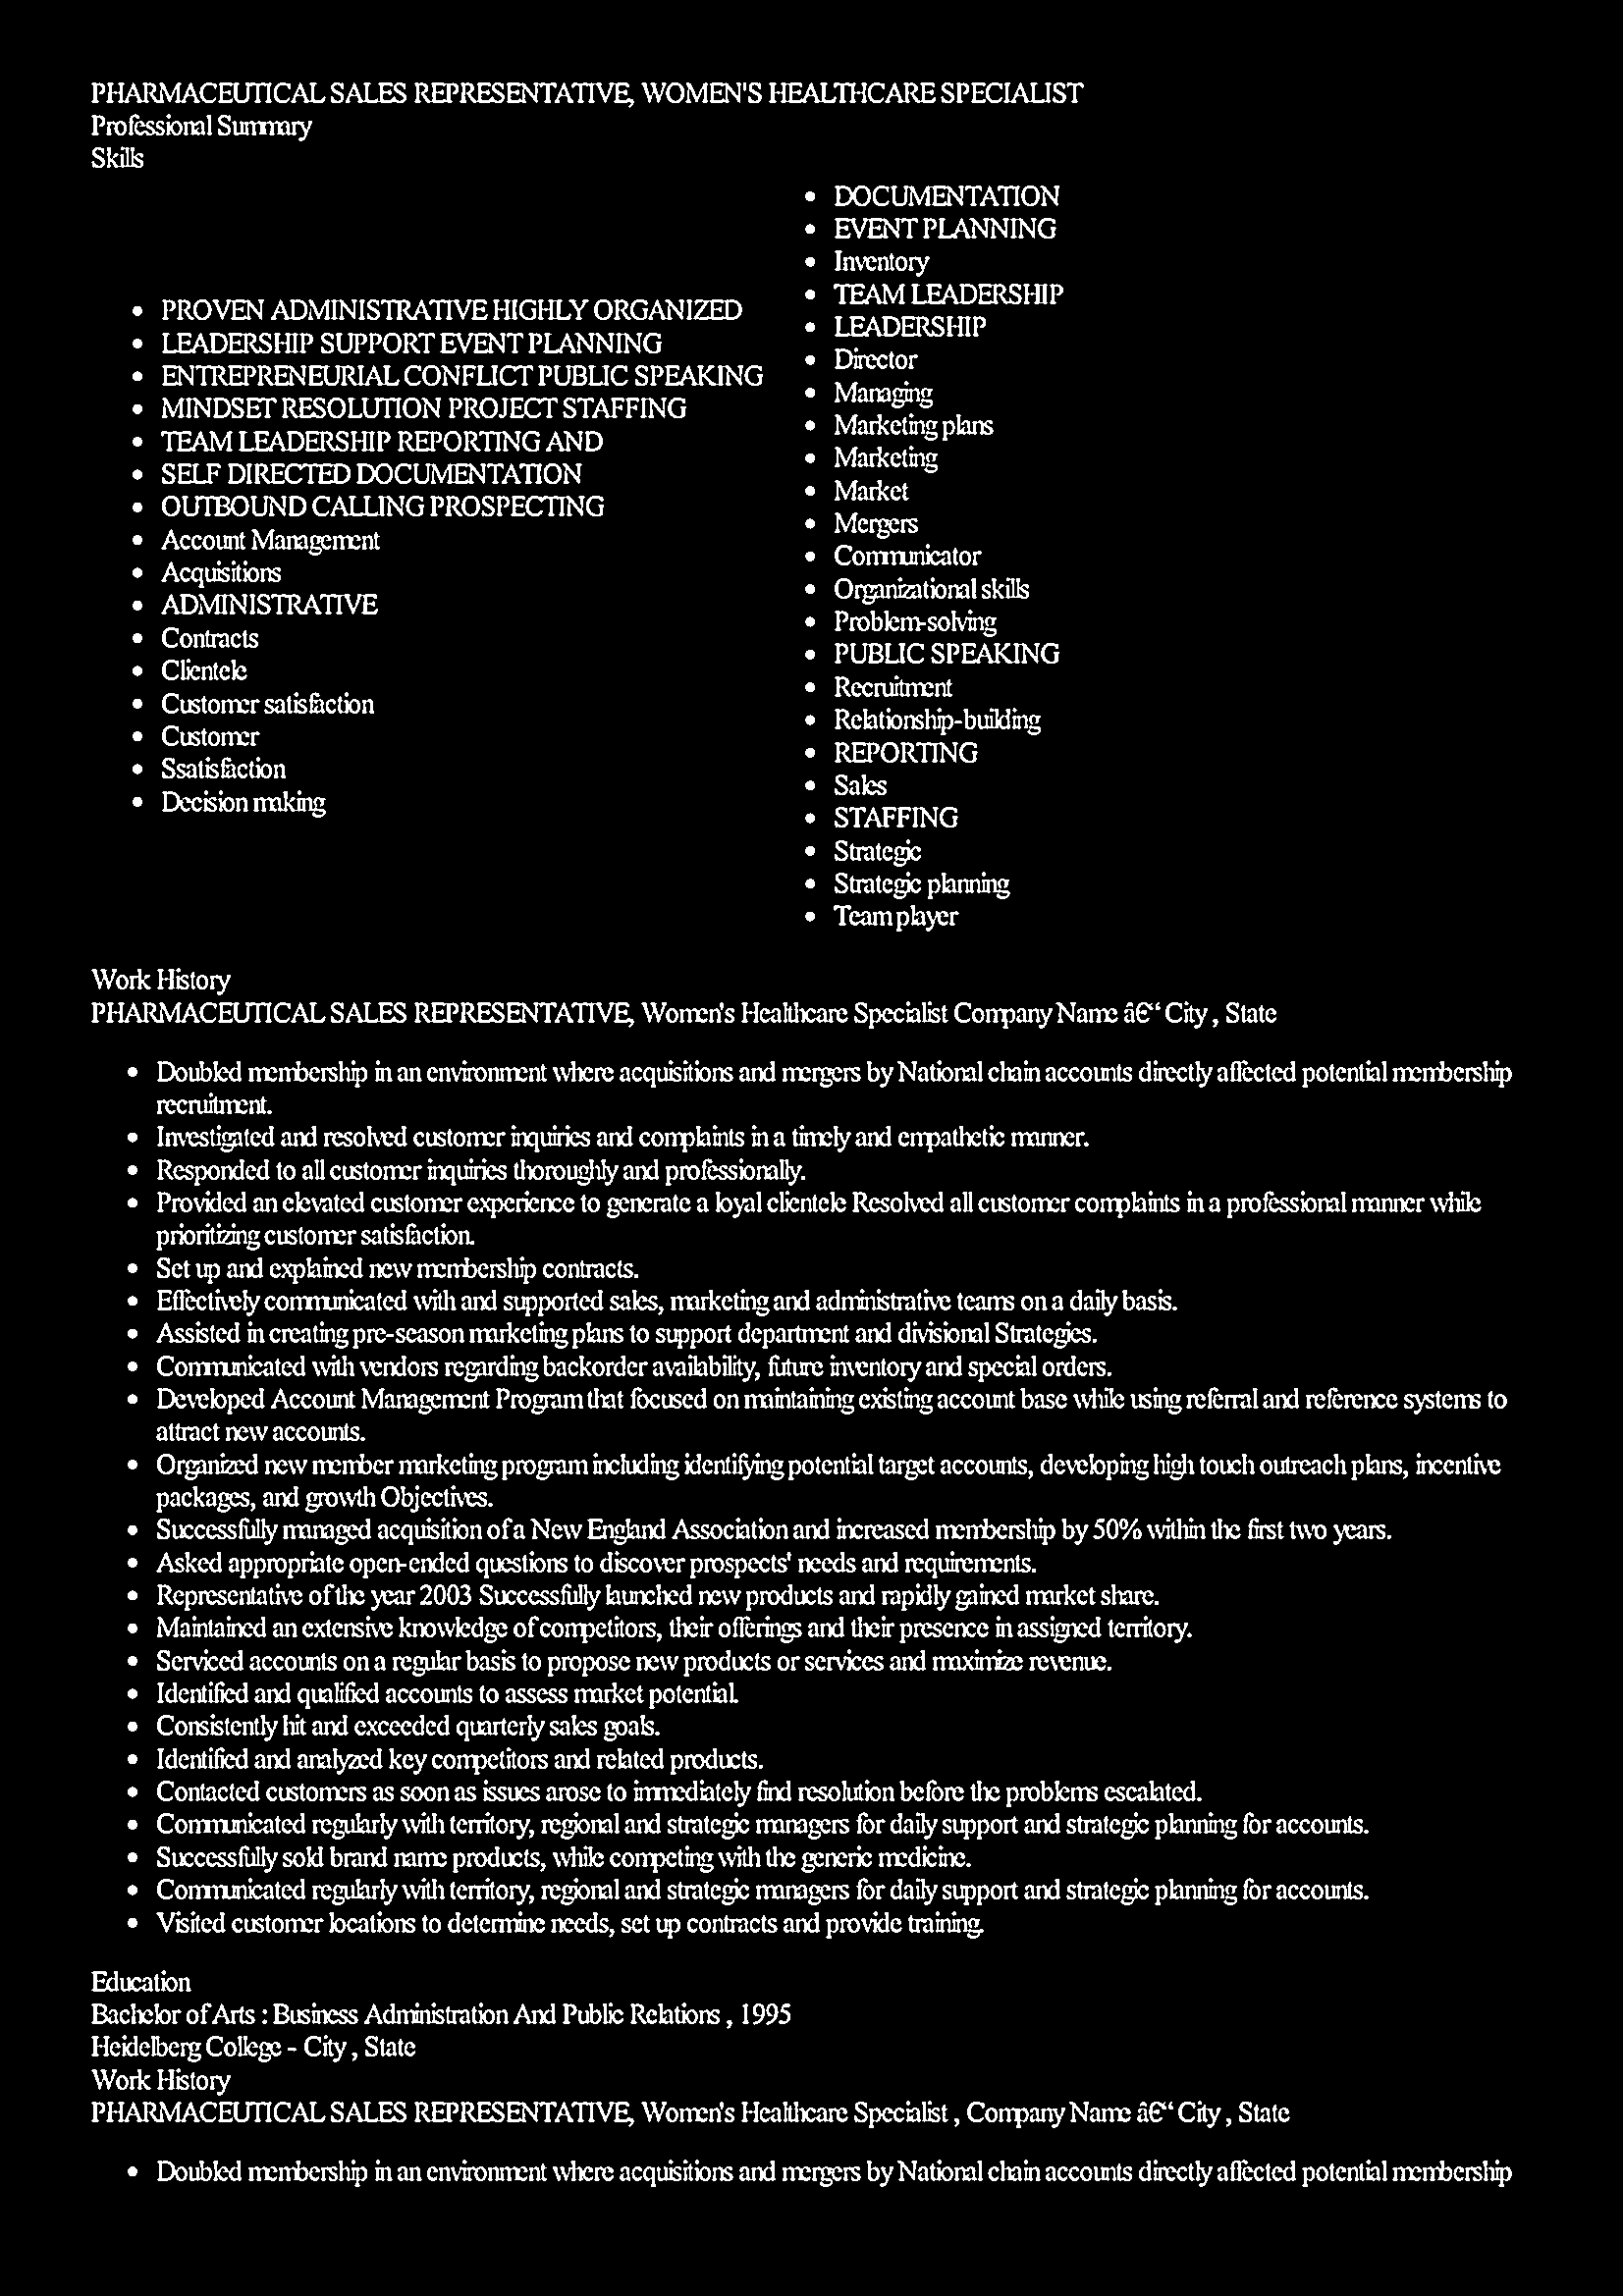 PHARMACEUTICAL SALES REPRESENTATIVE, WOMEN'S HEALTHCARE SPECIALIST
Professional Summary
Skills
• PROVEN ADMINISTRATIVE HIGHLY ORGANIZED
• LEADERSHIP SUPPORT EVENT PLANNING
• ENTREPRENEURIAL CONFLICT PUBLIC SPEAKING
• MINDSET RESOLUTION PROJECT STAFFING
• TEAM LEADERSHIP REPORTING AND
• SELF DIRECTED DOCUMENTATION
• OUTBOUND CALLING PROSPECTING
• Account Management
• Acquisitions
• ADMINISTRATIVE
• Contracts
• Clientele
• Customer satisfaction
• Customer
• Ssatisfaction
• Decision making
• DOCUMENTATION
• EVENT PLANNING
• Inventory
• TEAM LEADERSHIP
• LEADERSHIP
• Director
• Managing
• Marketing plans
• Marketing
• Market
• Mergers
• Communicator
• Organizational skills
• Problem-solving
• PUBLIC SPEAKING
• Recruitment
• Relationship-building
• REPORTING
• Sales
• STAFFING
• Strategic
• Strategic planning
• Team player
Work History
PHARMACEUTICAL SALES REPRESENTATIVE, Women's Healthcare Specialist Company Name â€“ City , State
• Doubled membership in an environment where acquisitions and mergers by National chain accounts directly affected potential membership
recruitment.
• Investigated and resolved customer inquiries and complaints in a timely and empathetic manner.
• Responded to all customer inquiries thoroughly and professionally.
• Provided an elevated customer experience to generate a loyal clientele Resolved all customer complaints in a professional manner while
prioritizing customer satisfaction.
• Set up and explained new membership contracts.
• Effectively communicated with and supported sales, marketing and administrative teams on a daily basis.
• Assisted in creating pre-season marketing plans to support department and divisional Strategies.
• Communicated with vendors regarding backorder availability, future inventory and special orders.
• Developed Account Management Program that focused on maintaining existing account base while using referral and reference systems to
attract new accounts.
• Organized new member marketing program including identifying potential target accounts, developing high touch outreach plans, incentive
packages, and growth Objectives.
• Successfully managed acquisition of a New England Association and increased membership by 50% within the first two years.
• Asked appropriate open-ended questions to discover prospects' needs and requirements.
• Representative of the year 2003 Successfully launched new products and rapidly gained market share.
• Maintained an extensive knowledge of competitors, their offerings and their presence in assigned territory.
• Serviced accounts on a regular basis to propose new products or services and maximize revenue.
• Identified and qualified accounts to assess market potential.
• Consistently hit and exceeded quarterly sales goals.
• Identified and analyzed key competitors and related products.
• Contacted customers as soon as issues arose to immediately find resolution before the problems escalated.
• Communicated regularly with territory, regional and strategic managers for daily support and strategic planning for accounts.
• Successfully sold brand name products, while competing with the generic medicine.
• Communicated regularly with territory, regional and strategic managers for daily support and strategic planning for accounts.
• Visited customer locations to determine needs, set up contracts and provide training.
Education
Bachelor of Arts : Business Administration And Public Relations , 1995
Heidelberg College - City , State
Work History
PHARMACEUTICAL SALES REPRESENTATIVE, Women's Healthcare Specialist , Company Name â€“ City , State
• Doubled membership in an environment where acquisitions and mergers by National chain accounts directly affected potential membership